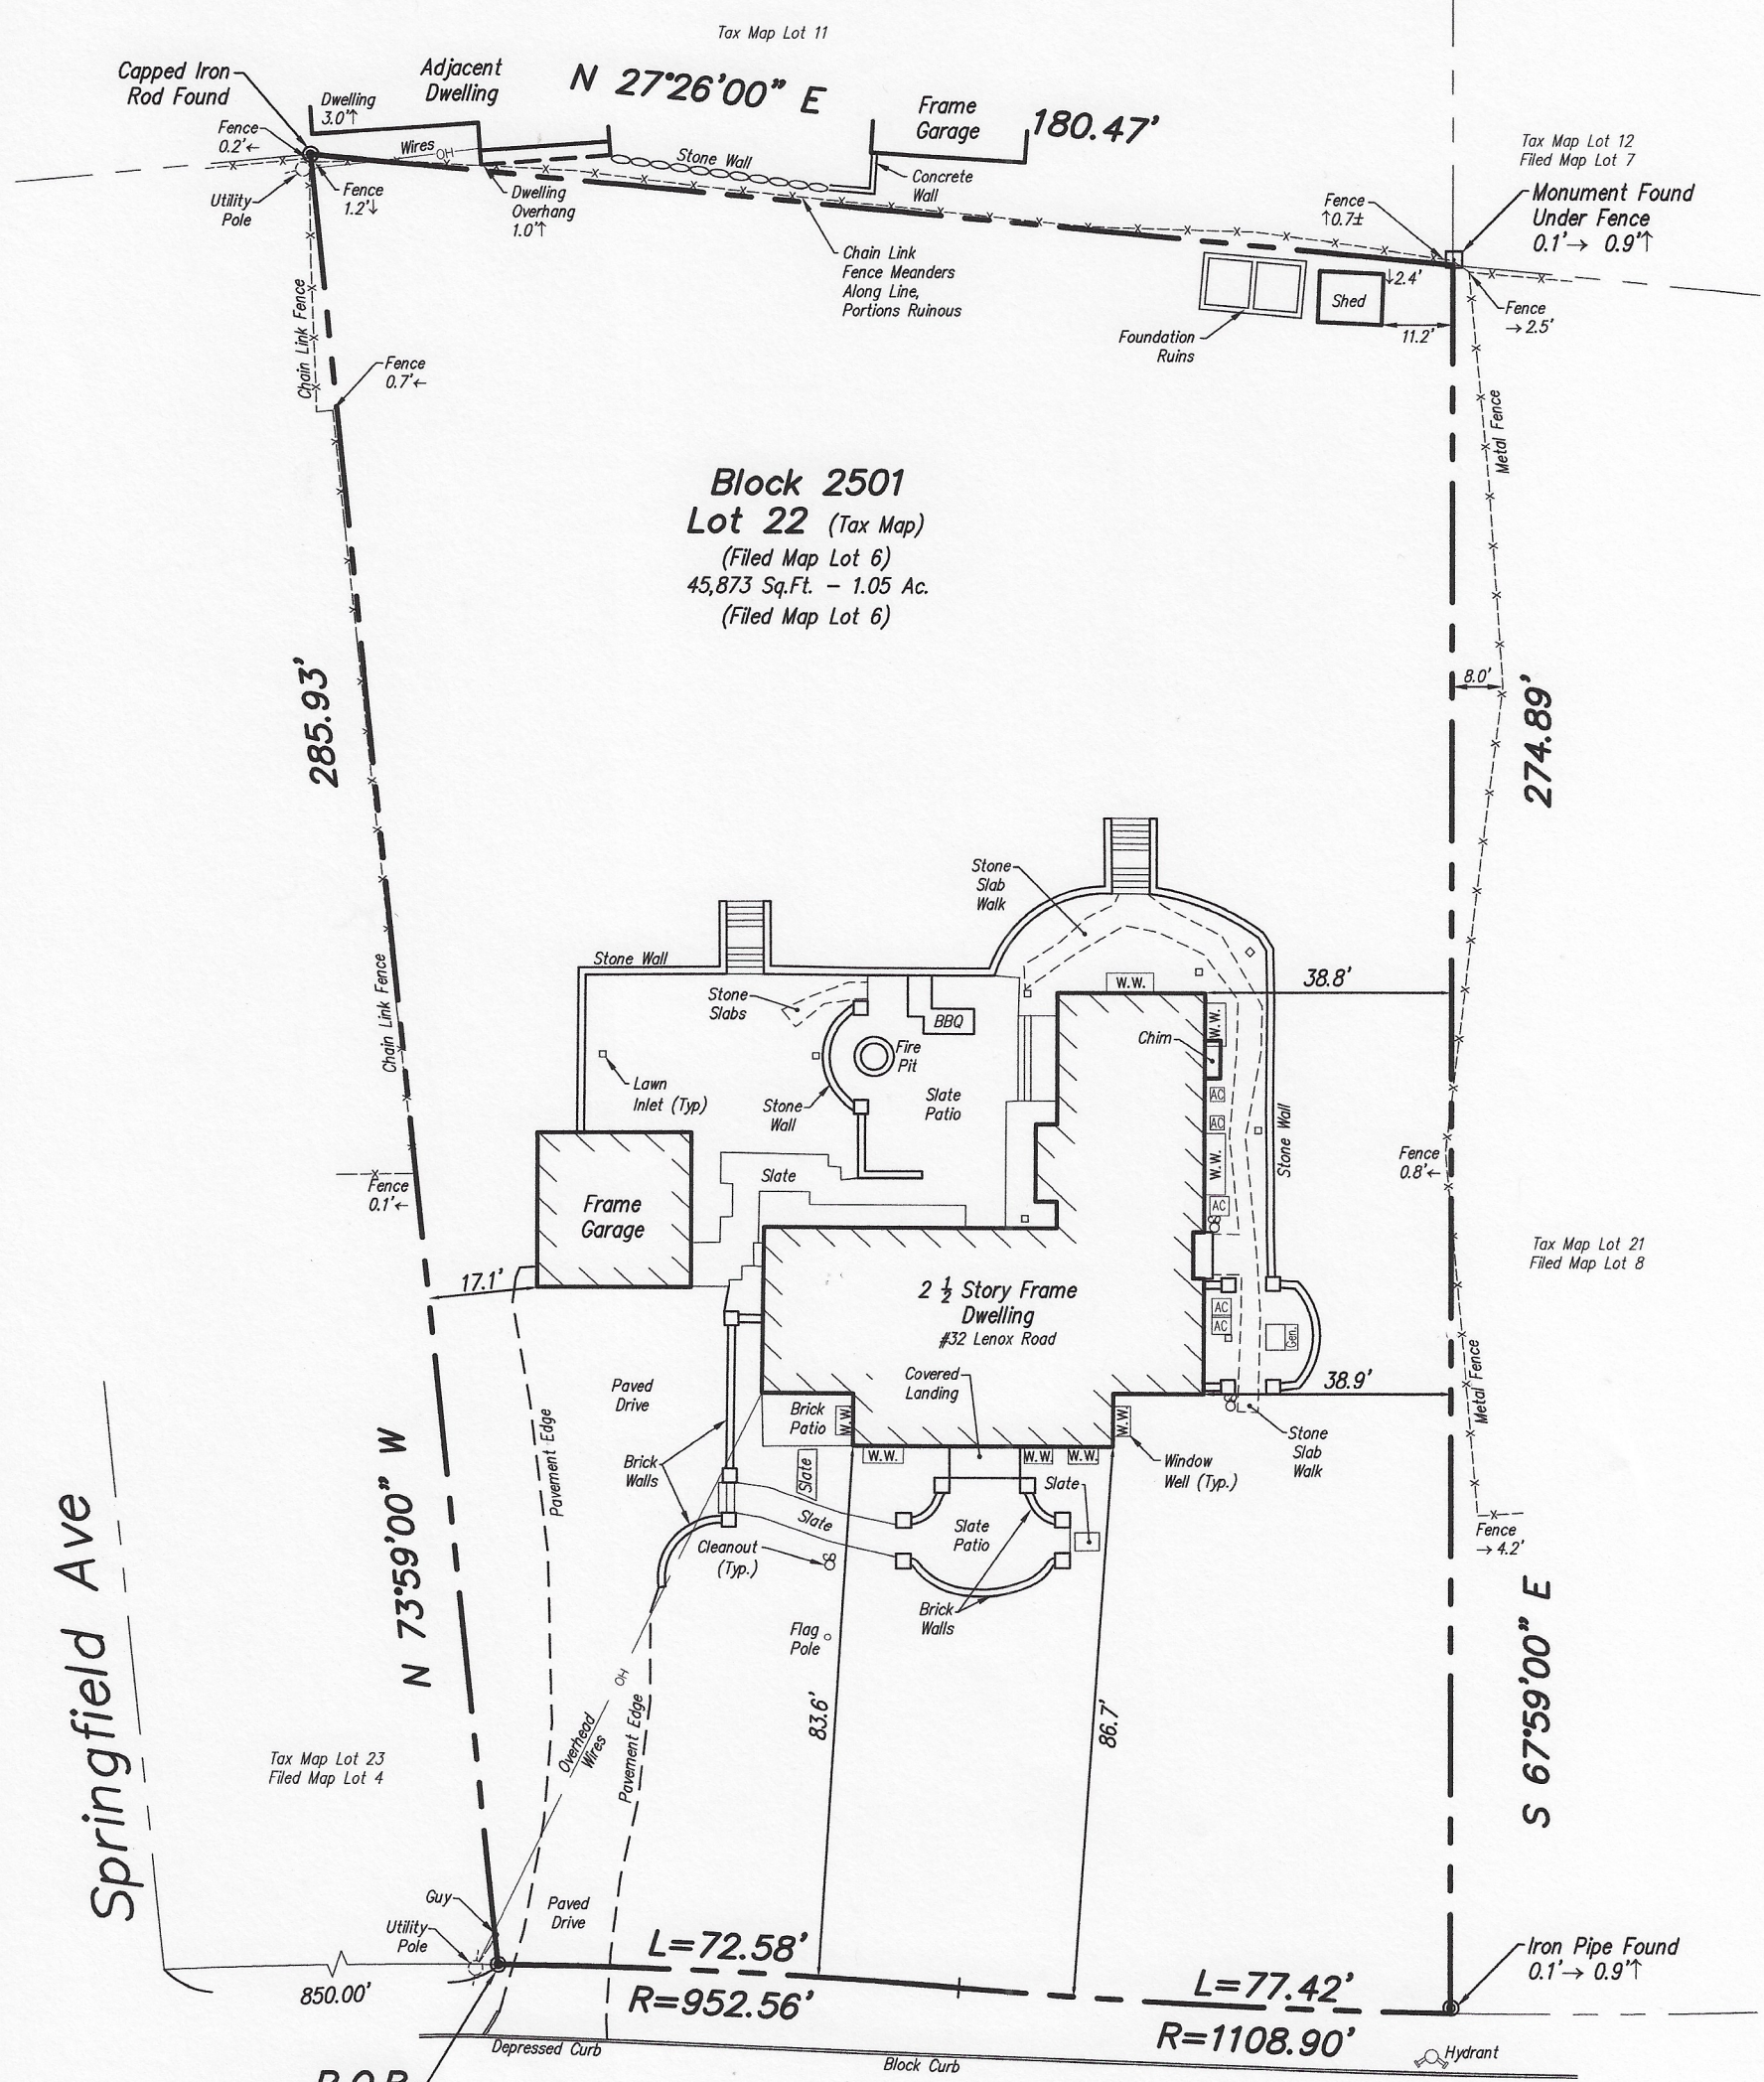 Tax Map Lot 11
Capped Iron
Rod Found
Adjacent
Dwelling
N 27°26'00" E
Dwelling
3.0'↑
Frame
Garage
180.47'
Fence
0.2'←
Wires
OH
Stone Wall
Tax Map Lot 12
Filed Map Lot 7
Utility
Pole
Fence
1.2'↓
Dwelling
Overhang
1.0'↑
Concrete
Wall
Fence
↑0.7±
Monument Found
Under Fence
0.1'→ 0.9'↑
Chain Link
Fence Meanders
Along Line,
Portions Ruinous
Shed
↓2.4'
11.2'
Fence
→2.5'
Foundation
Ruins
Chain Link Fence
Fence
0.7'←
Metal Fence
Block 2501
Lot 22 (Tax Map)
(Filed Map Lot 6)
45,873 Sq.Ft. – 1.05 Ac.
(Filed Map Lot 6)
285.93'
8.0'
274.89'
Stone
Slab
Walk
Stone Wall
Stone
Slabs
W.W.
38.8'
BBQ
Chim
W.W.
Chain Link Fence
Fire
Pit
Lawn
Inlet (Typ)
Stone
Wall
Slate
Patio
AC
AC
Stone Wall
W.W.
Fence
0.8'←
Fence
0.1'←
Slate
AC
Frame
Garage
Tax Map Lot 21
Filed Map Lot 8
17.1'
2 ½ Story Frame
Dwelling
#32 Lenox Road
AC
AC
Gen.
Covered
Landing
38.9'
Metal Fence
Paved
Drive
Brick
Patio
W.W
W.W
Pavement Edge
Brick
Walls
Slate
W.W.
W.W
W.W.
Window
Well (Typ.)
Stone
Slab
Walk
Slate
Slate
Slate
Patio
Fence
→4.2'
Cleanout
(Typ.)
Brick
Walls
Flag
Pole
N 73°59'00" W
Springfield Ave
OH
Overhead
Wires
Pavement Edge
83.6'
86.7'
S 67°59'00" E
Tax Map Lot 23
Filed Map Lot 4
Guy
Utility
Pole
Paved
Drive
L=72.58'
R=952.56'
L=77.42'
R=1108.90'
Iron Pipe Found
0.1'→ 0.9'↑
850.00'
Depressed Curb
Block Curb
Hydrant
P.O.B.